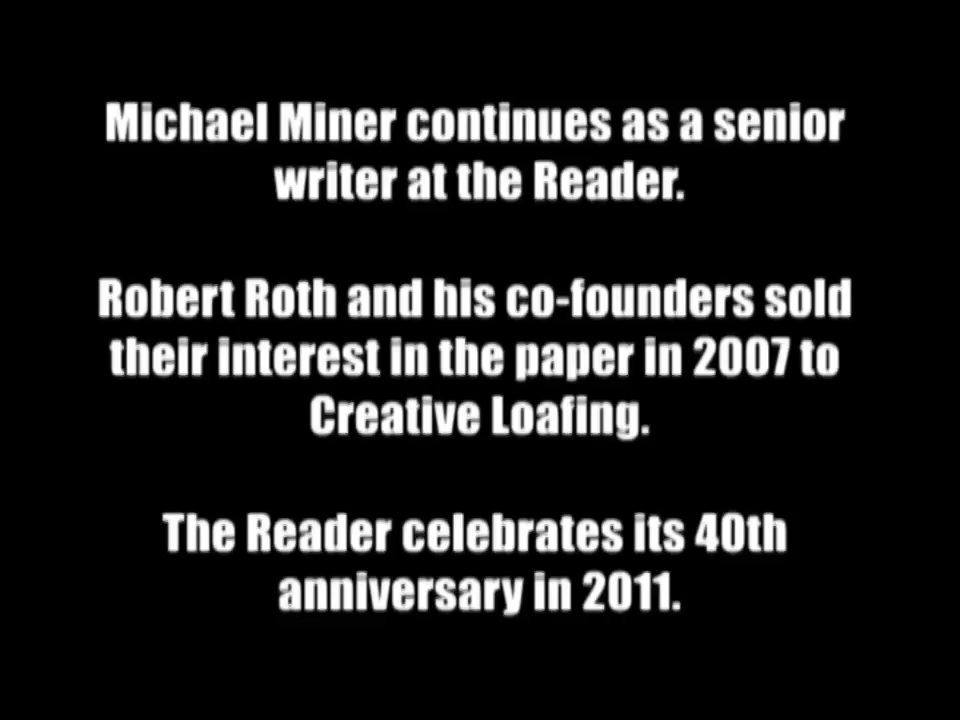 Michael Miner continues as a senior
writer at the Reader.
Robert Roth and his co-founders sold
their interest in the paper in 2007 to
Creative Loafing.
The Reader celebrates its 40th
anniversary in 2011.